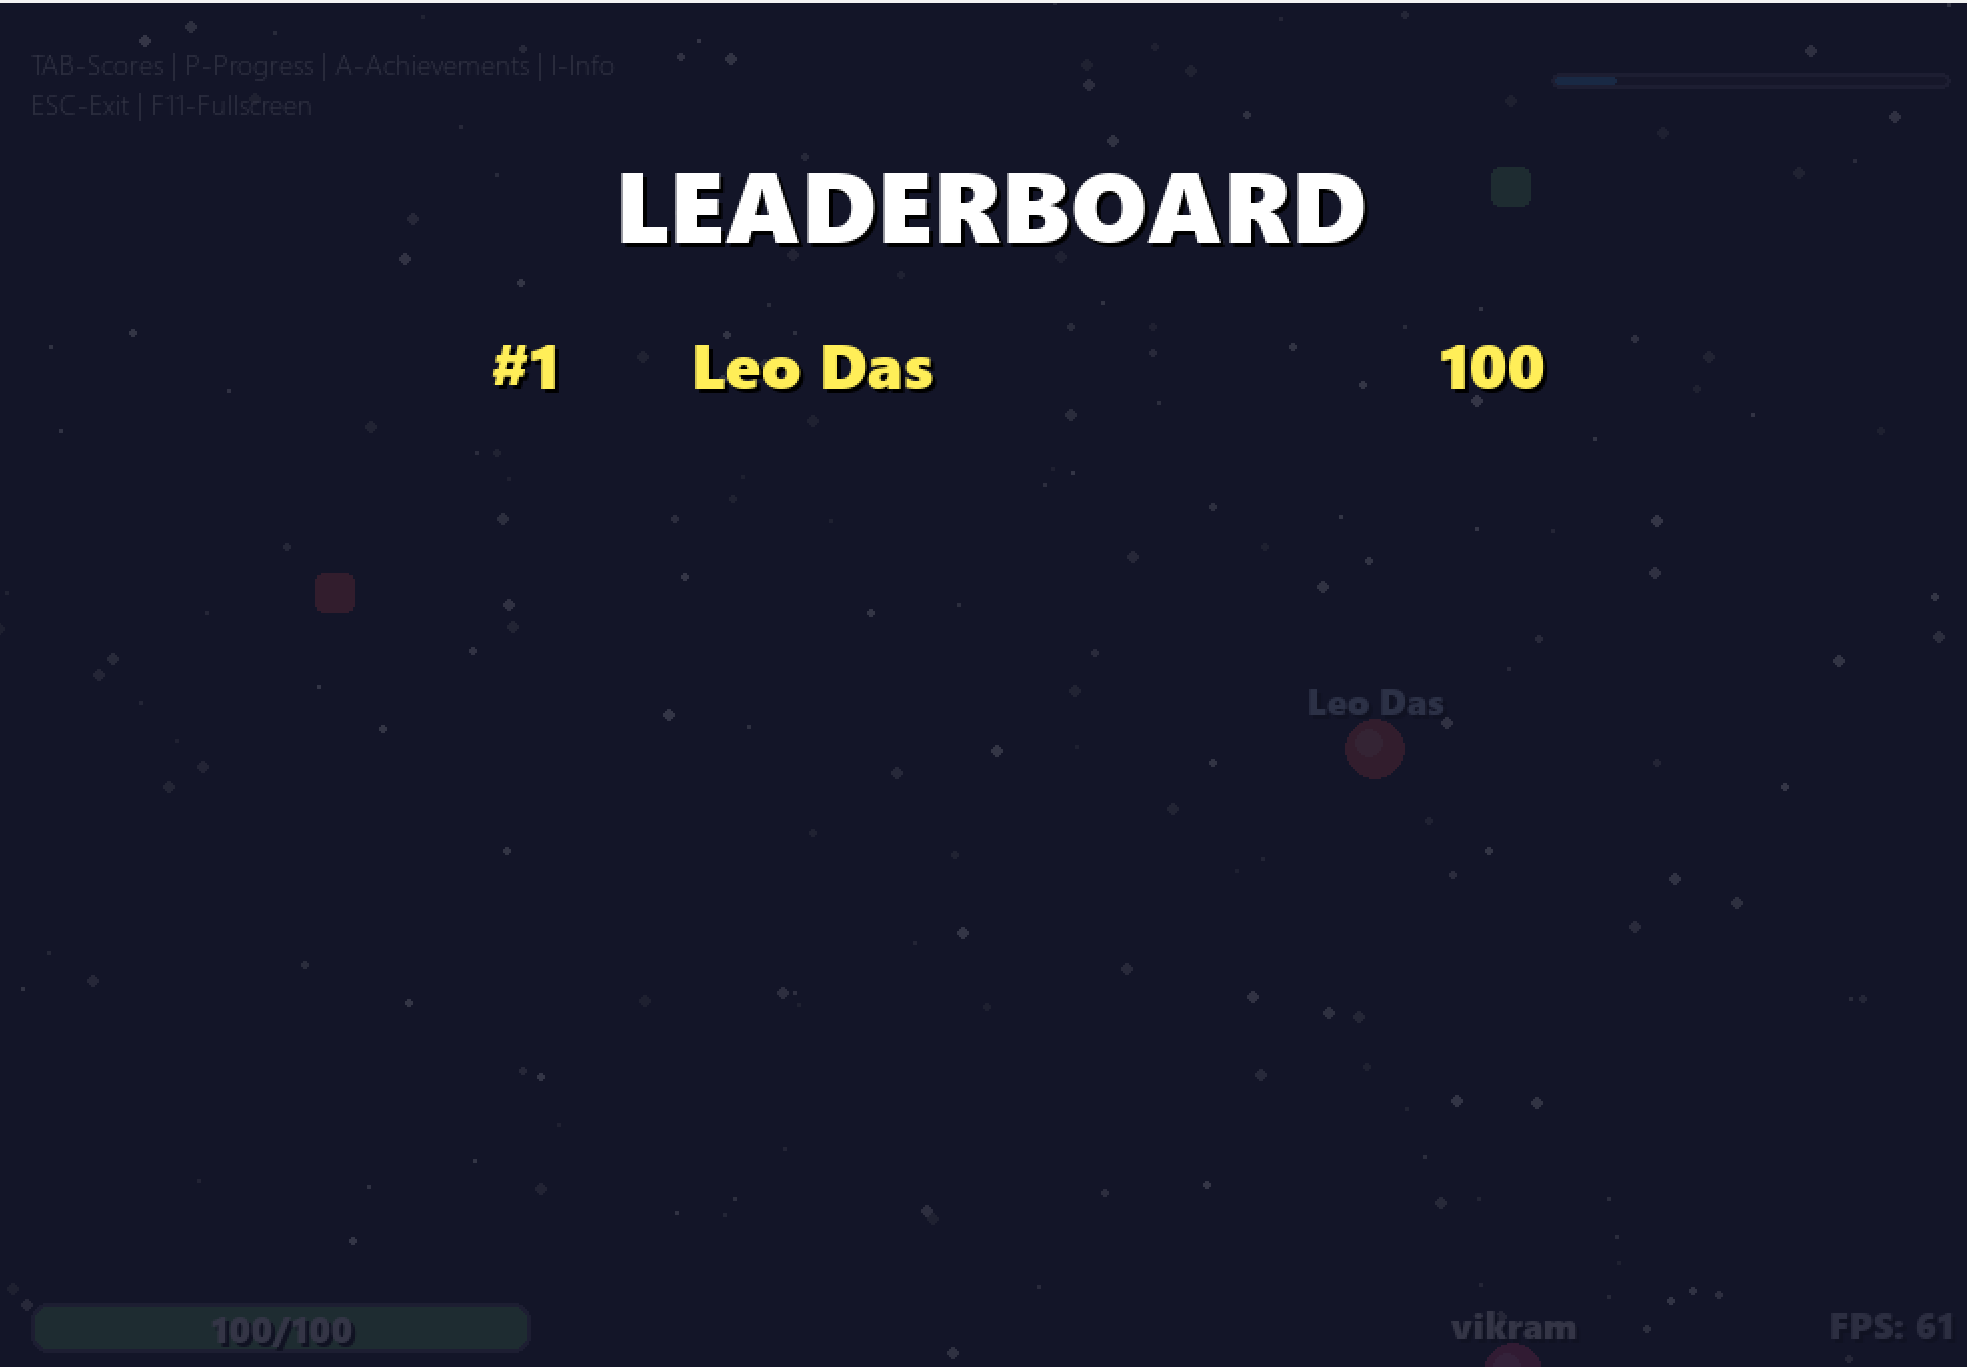 TAB-Scores | P-Progress | A-Achievements | I-Info
ESC-Exit | F11-Fullscreen
LEADERBOARD
#1 Leo Das 100
Leo Das
100/100
vikram
FPS: 61